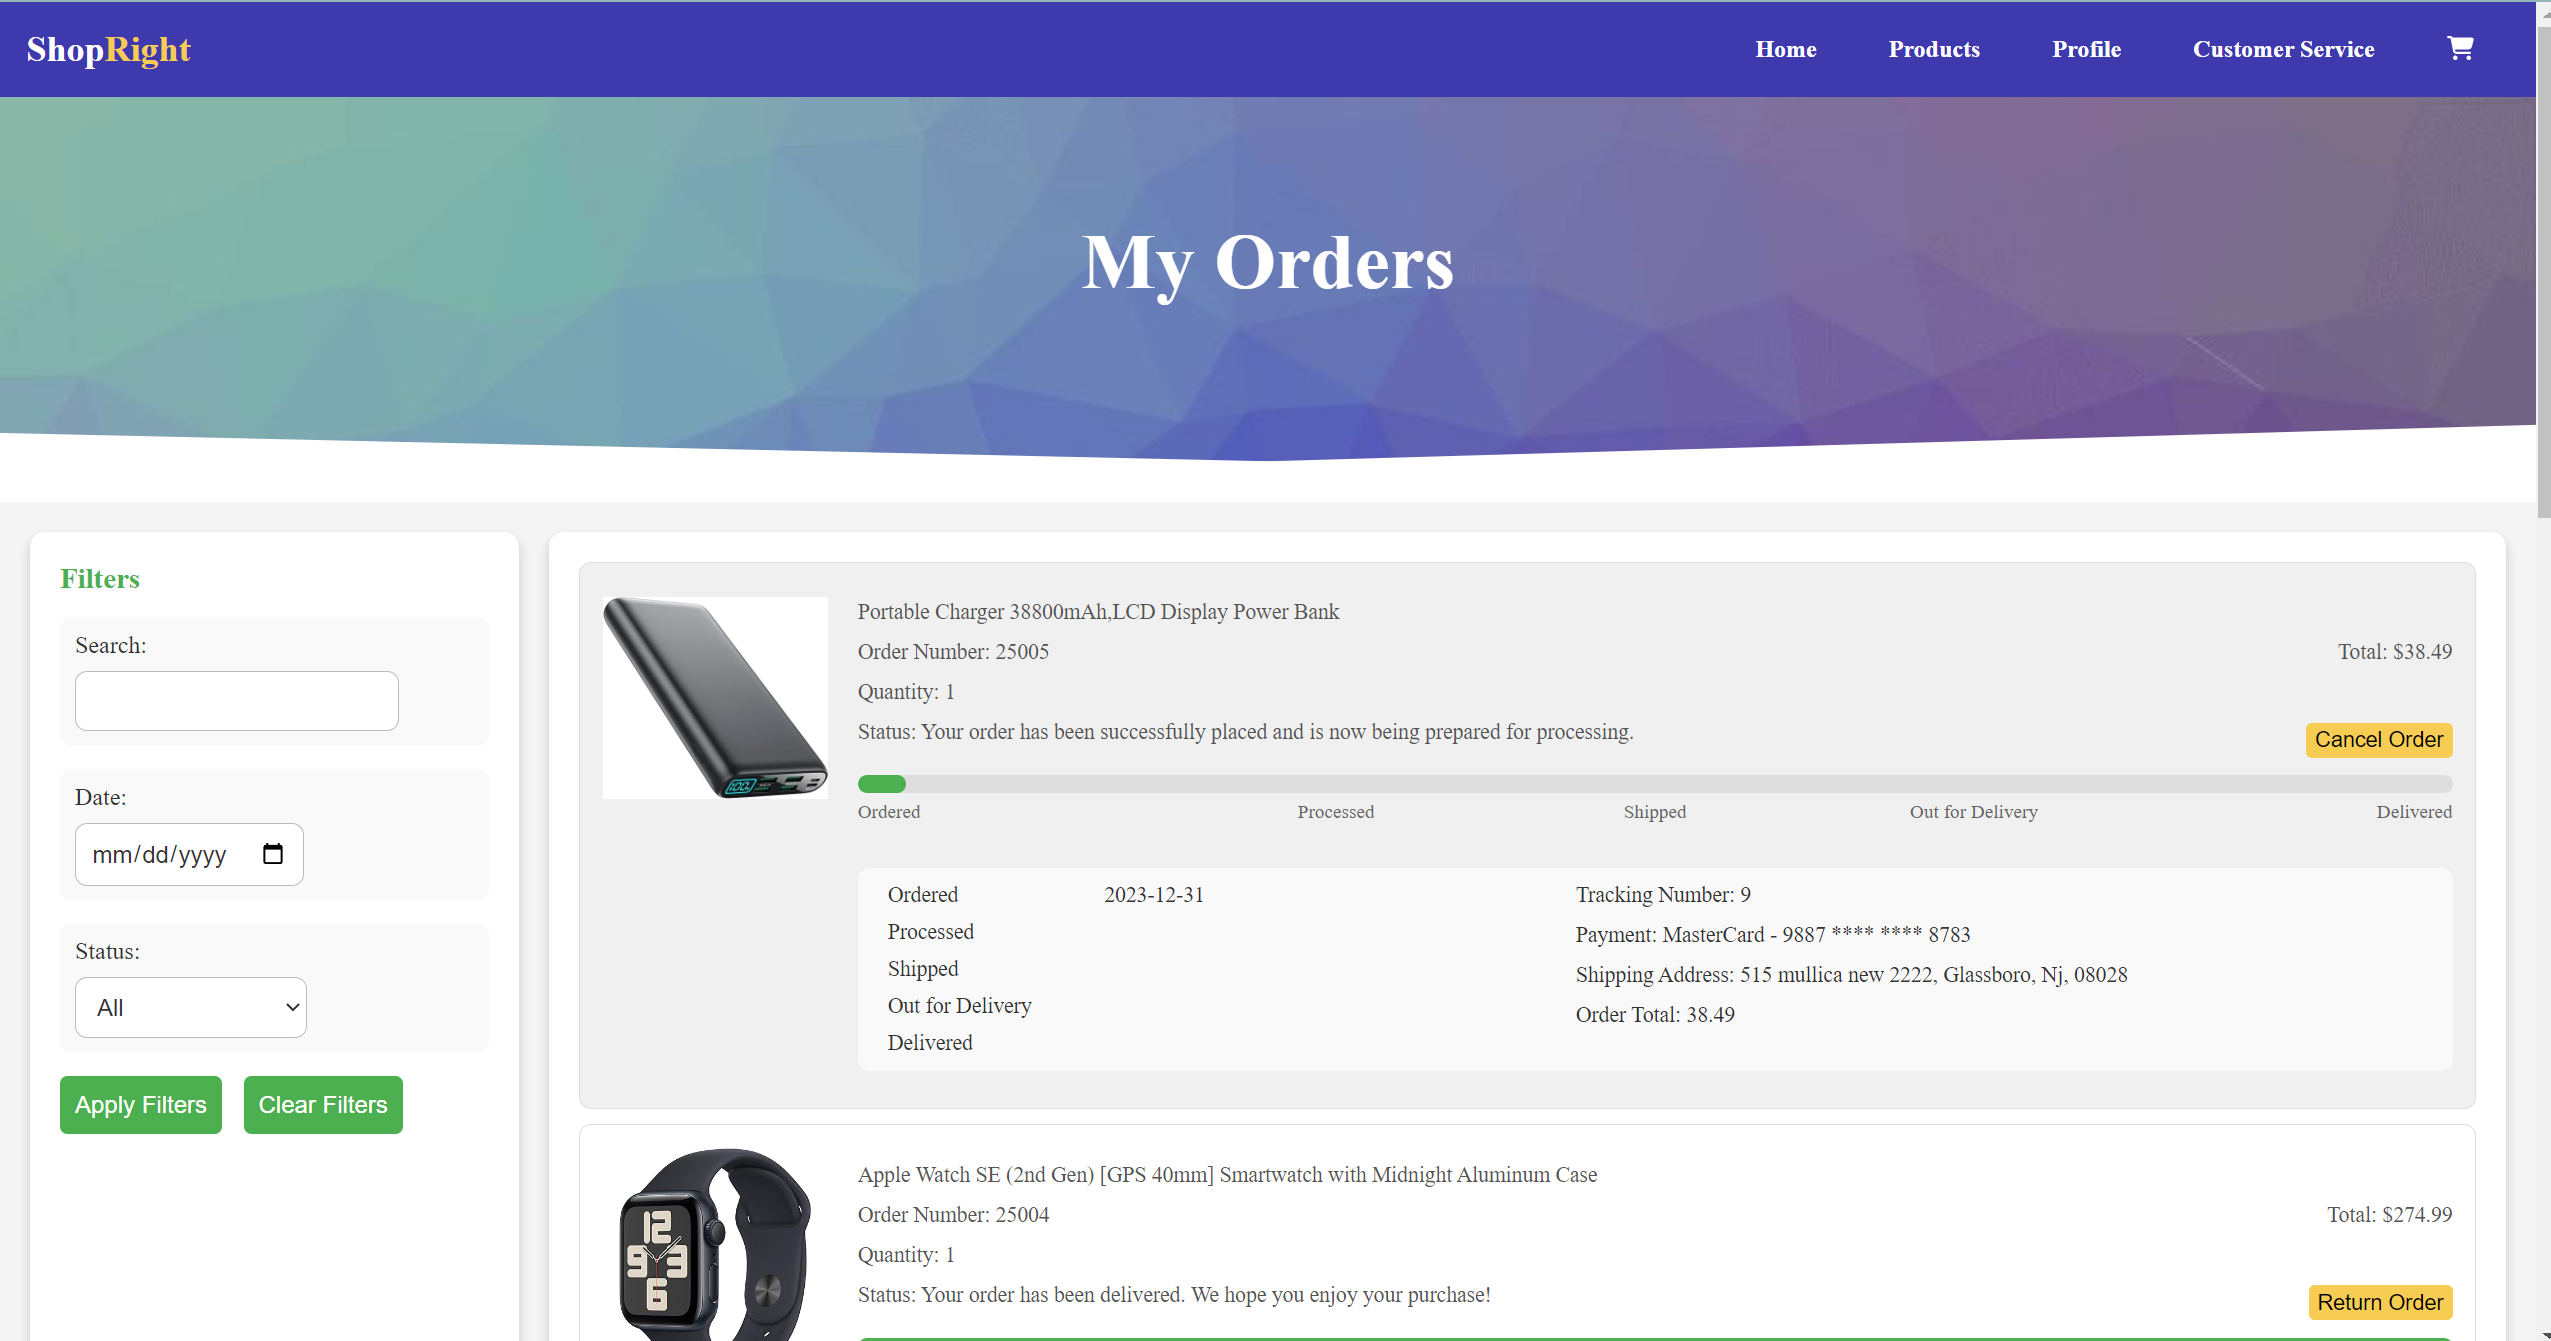 ShopRight
Home Products Profile Customer Service
My Orders
Filters
Search:
Date:
mm/dd/yyyy
Status:
All
Apply Filters Clear Filters
Portable Charger 38800mAh,LCD Display Power Bank
Order Number: 25005
Total: $38.49
Quantity: 1
Status: Your order has been successfully placed and is now being prepared for processing.
Cancel Order
Ordered Processed Shipped Out for Delivery Delivered
Ordered 2023-12-31
Processed
Shipped
Out for Delivery
Delivered
Tracking Number: 9
Payment: MasterCard - 9887 **** **** 8783
Shipping Address: 515 mullica new 2222, Glassboro, Nj, 08028
Order Total: 38.49
100%
12
9 3
6
Apple Watch SE (2nd Gen) [GPS 40mm] Smartwatch with Midnight Aluminum Case
Order Number: 25004
Total: $274.99
Quantity: 1
Status: Your order has been delivered. We hope you enjoy your purchase!
Return Order